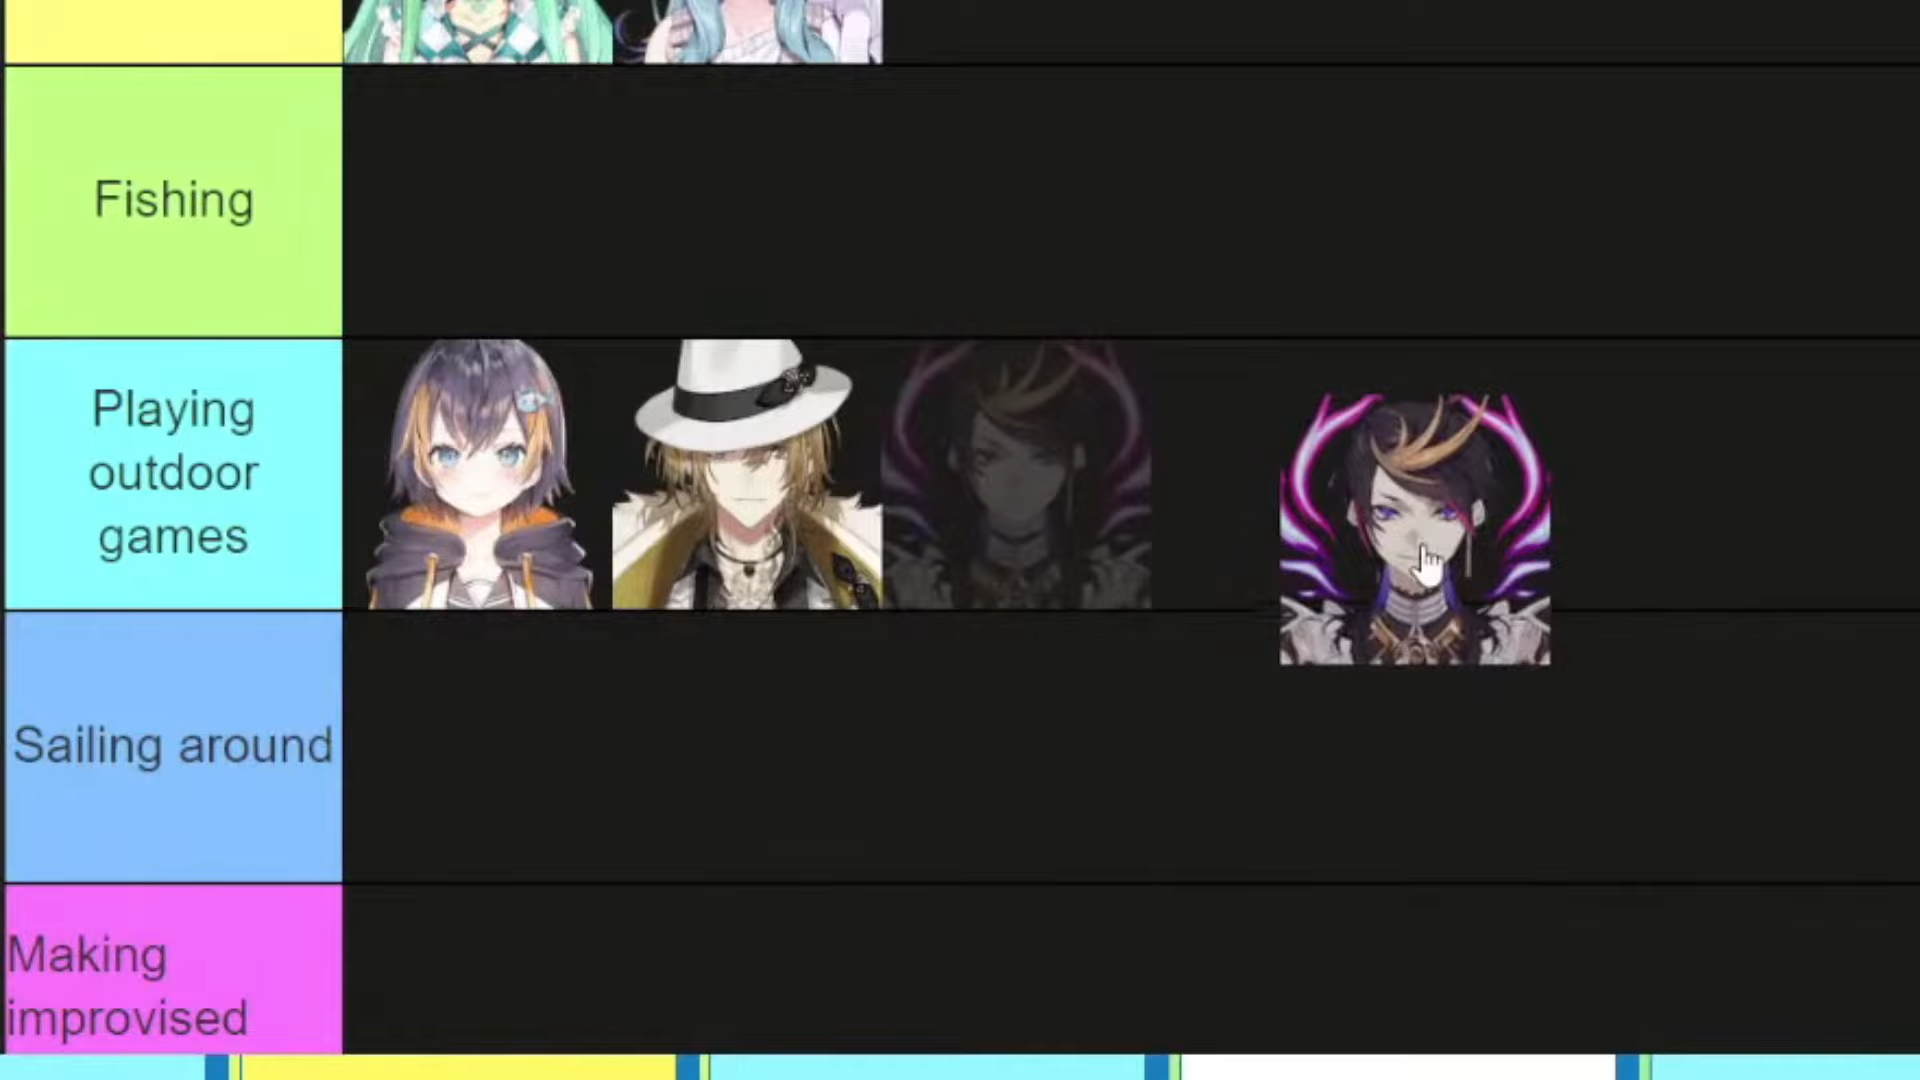 Fishing
Playing
outdoor
games
Sailing around
Making
improvised